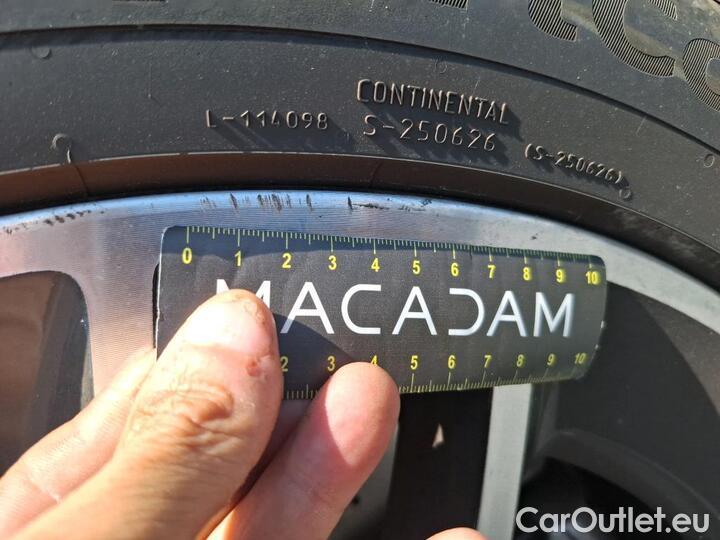 CONTINENTAL
L-114098 S-250626 (S-250626)
0 1 2 3 4 5 6 7 8 9 10
MACADAM
2 3 4 5 6 7 8 9 10
CarOutlet.eu